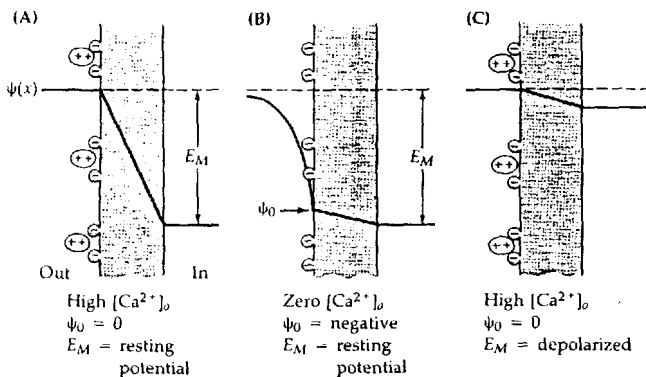 (A)
ψ(x)
E_M
Out
In
High [Ca²⁺]ₒ
ψ₀ = 0
E_M = resting
potential
(B)
ψ₀
E_M
Zero [Ca²⁺]ₒ
ψ₀ = negative
E_M = resting
potential
(C)
High [Ca²⁺]ₒ
ψ₀ = 0
E_M = depolarized